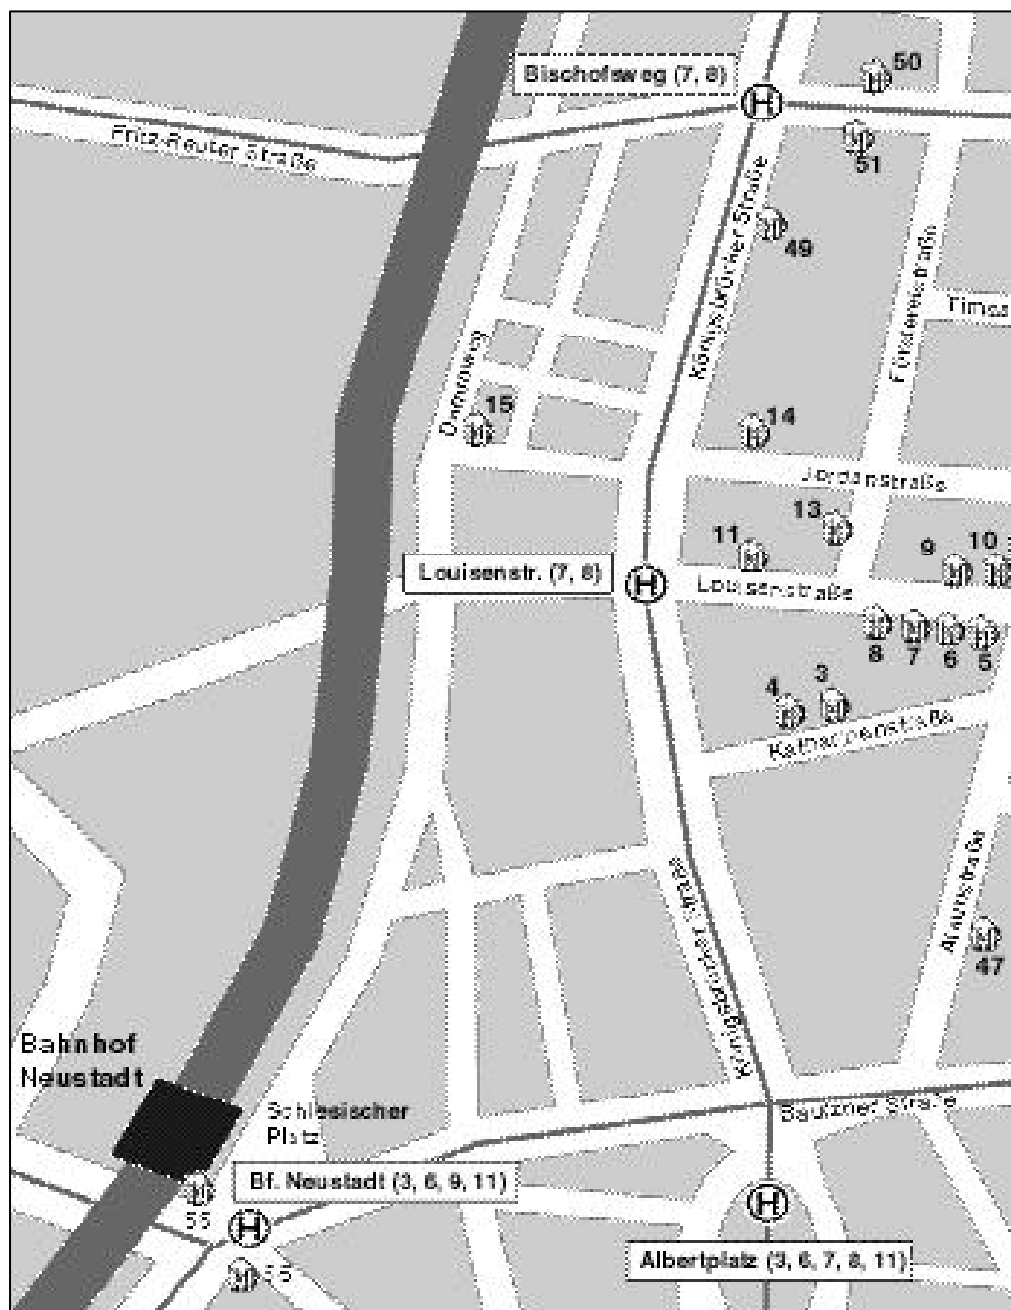 50
Bischofsweg (7, 8)
H
Fritz-Reuter Straße
51
Königsbrücker Straße
49
Förstereistraße
Dammweg
15
14
Jordanstraße
13
11
9
10
Louisenstr. (7, 8)
H
Louisenstraße
8
7
6
5
4
3
Katharinenstraße
Königsbrücker Straße
Alaunstraße
47
Bahnhof
Neustadt
Schlesischer
Platz
Bautzner Straße
Bf. Neustadt (3, 6, 9, 11)
55
H
H
Albertplatz (3, 6, 7, 8, 11)